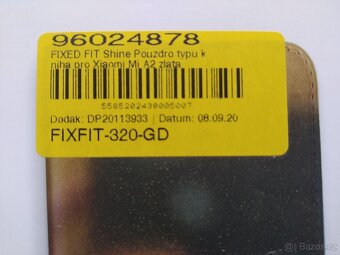 96024878
FIXED FIT Shine Pouzdro typu k
niha pro Xiaomi Mi A2 zlata
5585202438005007
Dodak: DP20113933 | Datum: 08.09.20
FIXFIT-320-GD